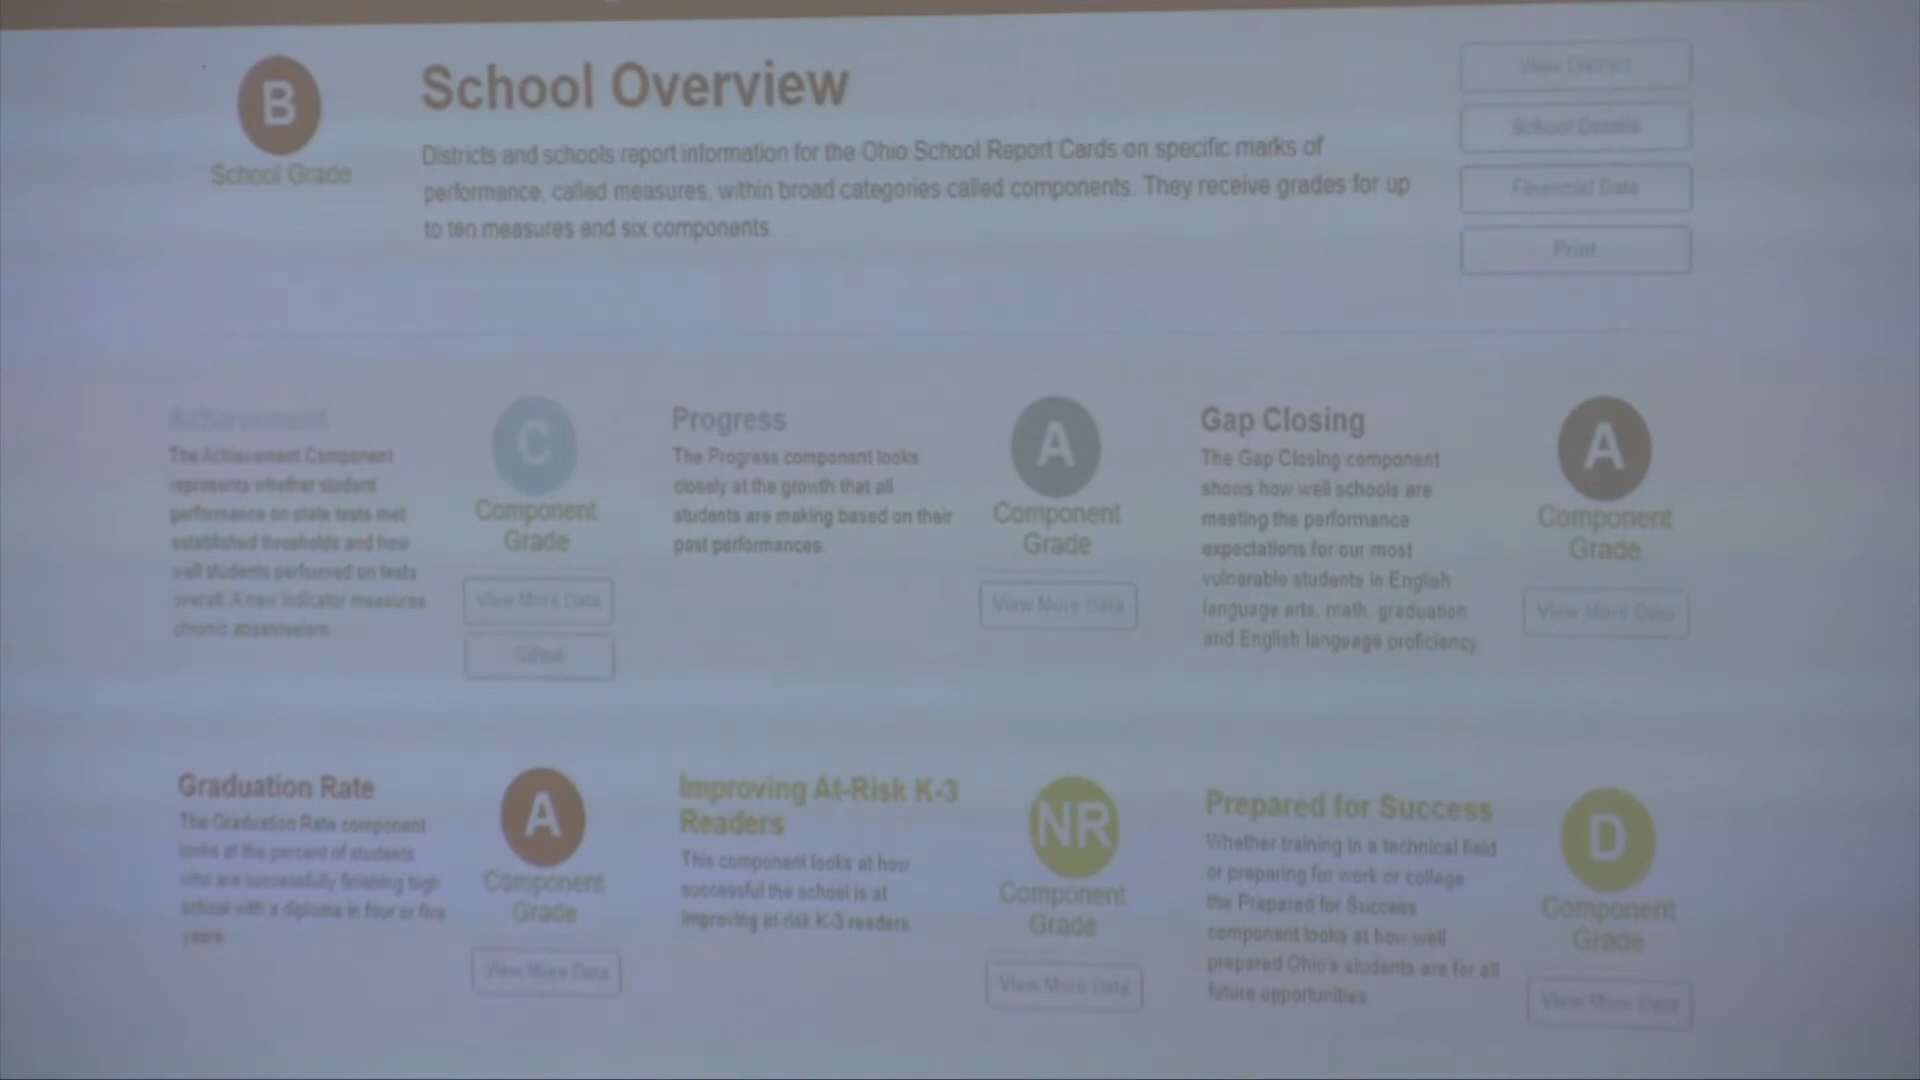 B
School Grade
School Overview
Districts and schools report information for the Ohio School Report Cards on specific marks of
performance, called measures, within broad categories called components. They receive grades for up
to ten measures and six components.
View District
School Details
Financial Data
Print
Achievement
The Achievement Component
represents whether student
performance on state tests met
established thresholds and how
well students performed on tests
overall. A new indicator measures
chronic absenteeism.
C
Component
Grade
View More Data
Gifted
Progress
The Progress component looks
closely at the growth that all
students are making based on their
past performances.
A
Component
Grade
View More Data
Gap Closing
The Gap Closing component
shows how well schools are
meeting the performance
expectations for our most
vulnerable students in English
language arts, math, graduation
and English language proficiency.
A
Component
Grade
View More Data
Graduation Rate
The Graduation Rate component
looks at the percent of students
who are successfully finishing high
school with a diploma in four or five
years.
A
Component
Grade
View More Data
Improving At-Risk K-3
Readers
This component looks at how
successful the school is at
improving at-risk K-3 readers.
NR
Component
Grade
View More Data
Prepared for Success
Whether training in a technical field
or preparing for work or college,
the Prepared for Success
component looks at how well
prepared Ohio's students are for all
future opportunities.
D
Component
Grade
View More Data